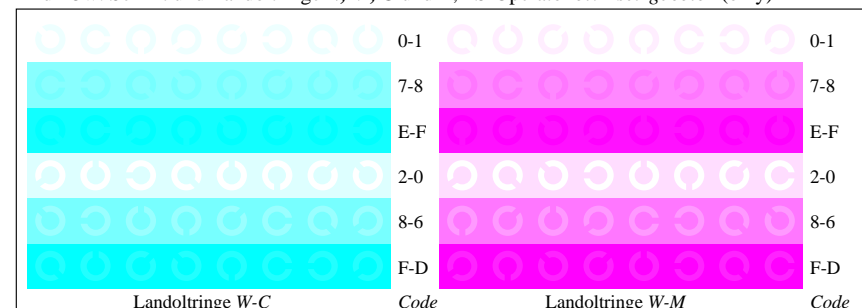 0-1 0-1
7-8 7-8
E-F E-F
2-0 2-0
8-6 8-6
F-D F-D
Landoltringe W-C Code Landoltringe W-M Code